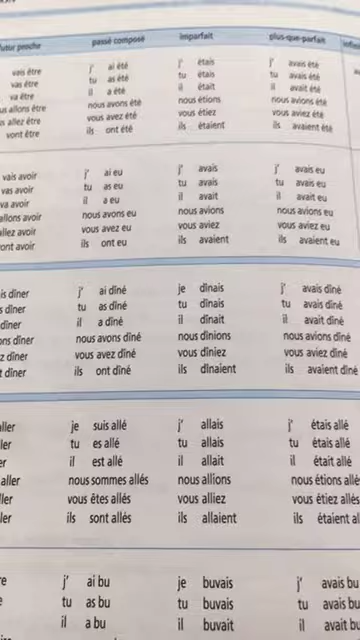 futur proche passé composé imparfait plus-que-parfait
vais être j' ai été j' étais j' avais été
vas être tu as été tu étais tu avais été
va être il a été il était il avait été
allons être nous avons été nous étions nous avions été
allez être vous avez été vous étiez vous aviez été
vont être ils ont été ils étaient ils avaient été
vais avoir j' ai eu j' avais j' avais eu
vas avoir tu as eu tu avais tu avais eu
va avoir il a eu il avait il avait eu
allons avoir nous avons eu nous avions nous avions eu
allez avoir vous avez eu vous aviez vous aviez eu
ont avoir ils ont eu ils avaient ils avaient eu
is dîner j' ai dîné je dînais j' avais dîné
s dîner tu as dîné tu dînais tu avais dîné
dîner il a dîné il dînait il avait dîné
ons dîner nous avons dîné nous dînions nous avions dîné
z dîner vous avez dîné vous dîniez vous aviez dîné
t dîner ils ont dîné ils dînaient ils avaient dîné
aller je suis allé j' allais j' étais allé
ller tu es allé tu allais tu étais allé
er il est allé il allait il était allé
aller nous sommes allés nous allions nous étions allé
ller vous êtes allés vous alliez vous étiez allés
ler ils sont allés ils allaient ils étaient al
re j' ai bu je buvais j' avais bu
e tu as bu tu buvais tu avais bu
il a bu il buvait il avait bu